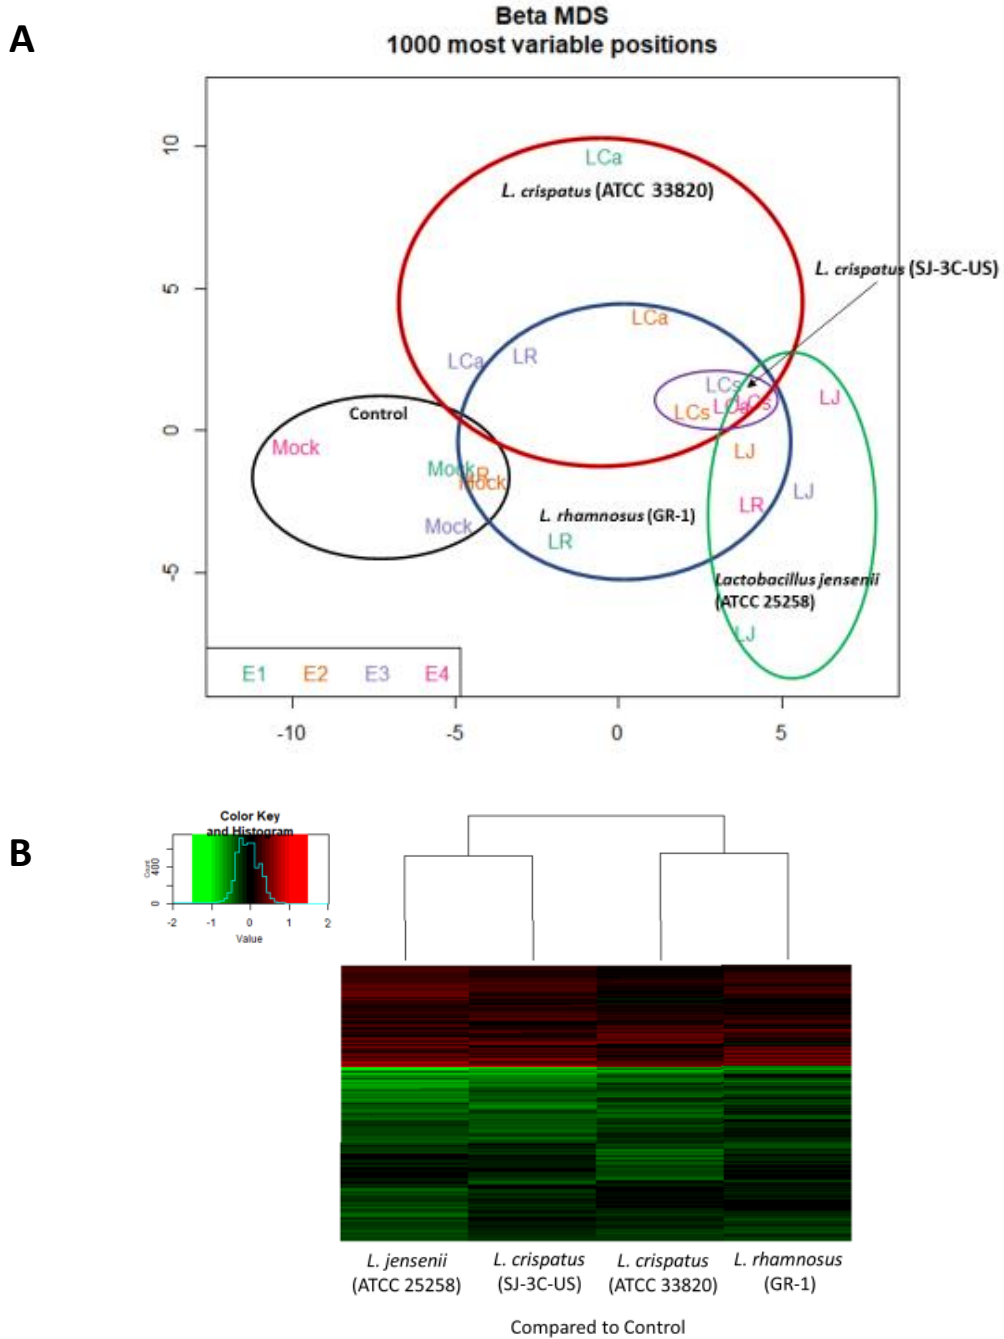 A
Beta MDS
1000 most variable positions
10
5
0
-5
LCa
L. crispatus (ATCC 33820)
L. crispatus (SJ-3C-US)
LCa
LCa
LR
LCs
LCs
LCa
LCs
LJ
Control
Mock
Mock
LR
Mock
LJ
LJ
LR
Mock
L. rhamnosus (GR-1)
LR
Lactobacillus jensenii
(ATCC 25258)
LJ
E1 E2 E3 E4
-10 -5 0 5
B
Color Key
and Histogram
Count
0 400
-2 -1 0 1 2
Value
L. jensenii L. crispatus L. crispatus L. rhamnosus
(ATCC 25258) (SJ-3C-US) (ATCC 33820) (GR-1)
Compared to Control